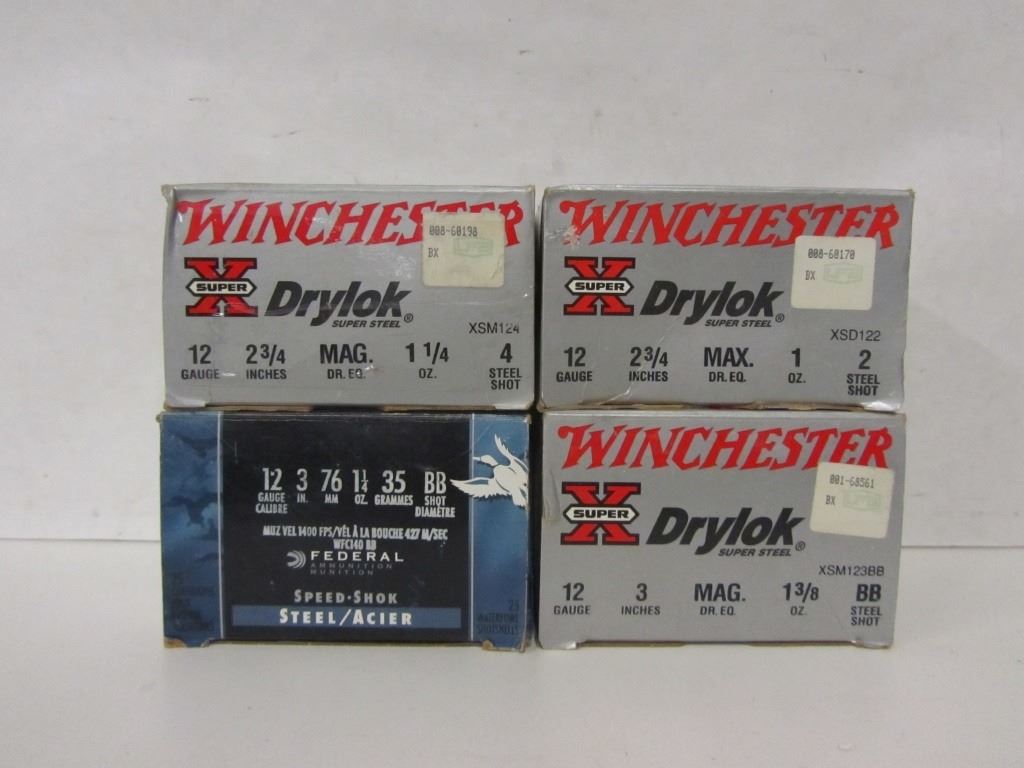 WINCHESTER
008-60198
BX
X
SUPER
Drylok®
SUPER STEEL
XSM124
12 2 3/4 MAG. 1 1/4 4
GAUGE INCHES DR. EQ. OZ. STEEL
SHOT
WINCHESTER
008-60170
BX
X
SUPER
Drylok®
SUPER STEEL
XSD122
12 2 3/4 MAX. 1 2
GAUGE INCHES DR. EQ. OZ. STEEL
SHOT
12 3 76 1 1/4 35 BB
GAUGE IN. MM OZ. GRAMMES SHOT
CALIBRE DIAMÈTRE
MUZ VEL 1400 FPS/VÉL À LA BOUCHE 427 M/SEC
WFC140 BB
FEDERAL
AMMUNITION
MUNITION
SPEED·SHOK
STEEL/ACIER
25
WATERFOWL
SHOTSHELLS
WINCHESTER
001-68561
BX
X
SUPER
Drylok®
SUPER STEEL
XSM123BB
12 3 MAG. 1 3/8 BB
GAUGE INCHES DR. EQ. OZ. STEEL
SHOT